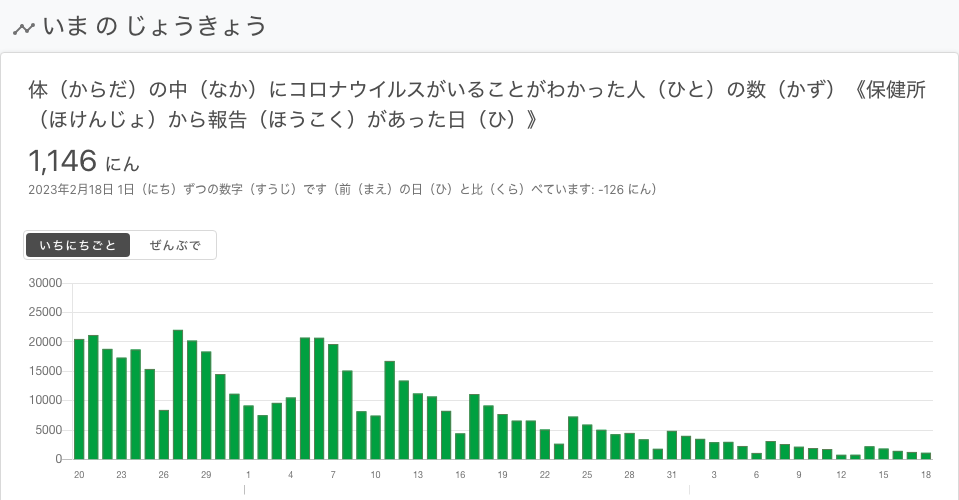 いま の じょうきょう
体（からだ）の中（なか）にコロナウイルスがいることがわかった人（ひと）の数（かず）《保健所
（ほけんじょ）から報告（ほうこく）があった日（ひ）》
1,146 にん
2023年2月18日 1日（にち）ずつの数字（すうじ）です（前（まえ）の日（ひ）と比（くら）べています: -126 にん）
いちにちごと ぜんぶで
30000
25000
20000
15000
10000
5000
0
20 23 26 29 1 4 7 10 13 16 19 22 25 28 31 3 6 9 12 15 18